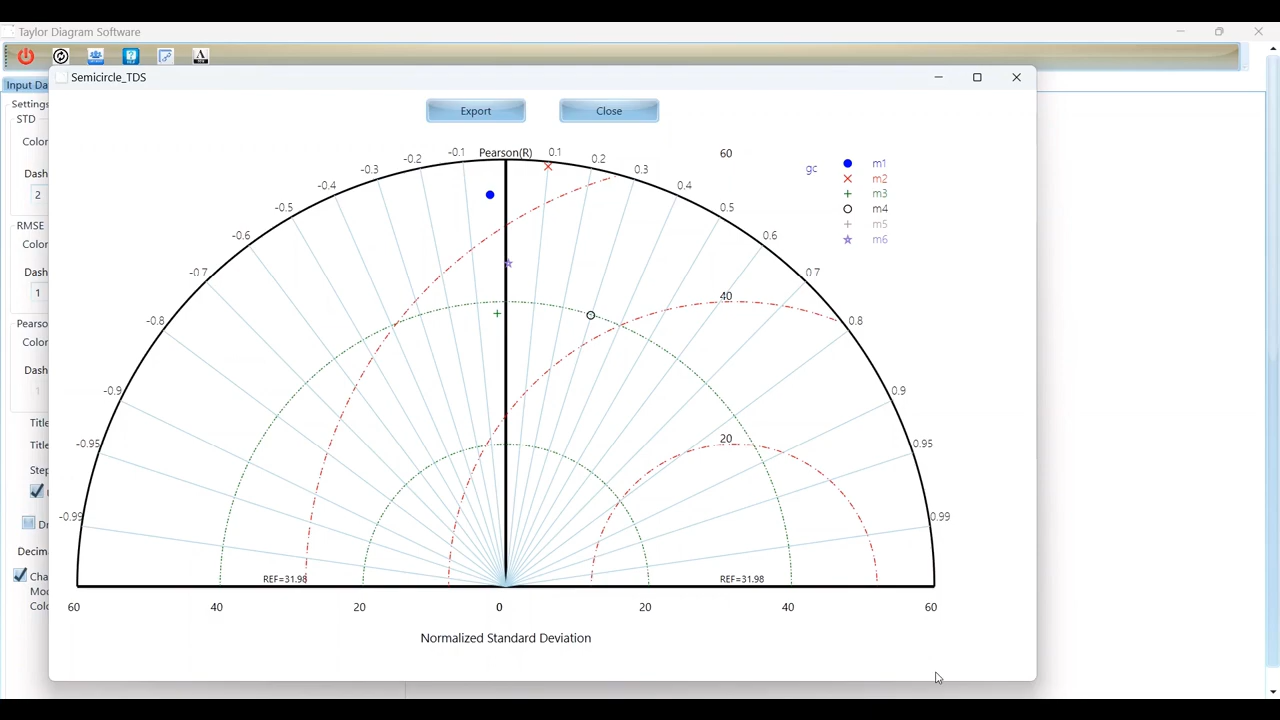 Taylor Diagram Software
Input Da
Semicircle_TDS
Settings
STD
Color
Dash
2
RMSE
Color
Dash
1
Pearso
Color
Dash
1
Title
Title
Step
Dr
Decim
Cha
Mod
Colo
Export
Close
Pearson(R)
-0.1
-0.2
-0.3
-0.4
-0.5
-0.6
-0.7
-0.8
-0.9
-0.95
-0.99
0.1
0.2
0.3
0.4
0.5
0.6
0.7
0.8
0.9
0.95
0.99
60
40
20
gc
m1
m2
m3
m4
m5
m6
REF=31.98
REF=31.98
60 40 20 0 20 40 60
Normalized Standard Deviation